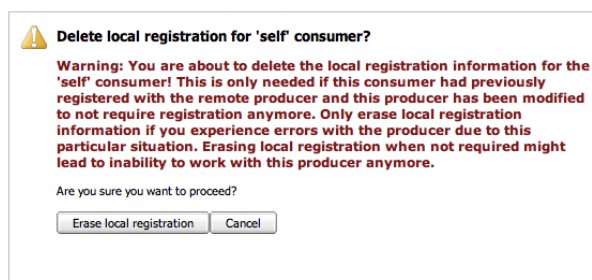 Delete local registration for 'self' consumer?
Warning: You are about to delete the local registration information for the
'self' consumer! This is only needed if this consumer had previously
registered with the remote producer and this producer has been modified
to not require registration anymore. Only erase local registration
information if you experience errors with the producer due to this
particular situation. Erasing local registration when not required might
lead to inability to work with this producer anymore.
Are you sure you want to proceed?
Erase local registration Cancel